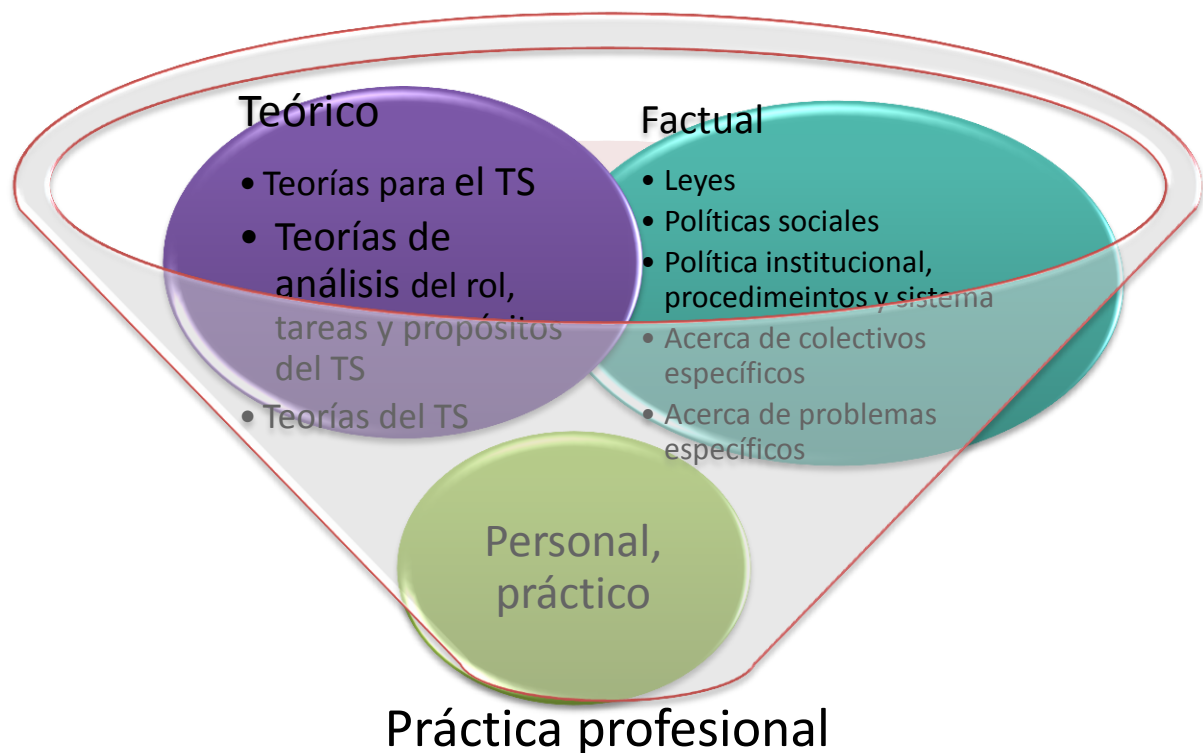 Teórico
• Teorías para el TS
• Teorías de
análisis del rol,
tareas y propósitos
del TS
• Teorías del TS
Factual
• Leyes
• Políticas sociales
• Política institucional,
procedimeintos y sistema
• Acerca de colectivos
específicos
• Acerca de problemas
específicos
Personal,
práctico
Práctica profesional